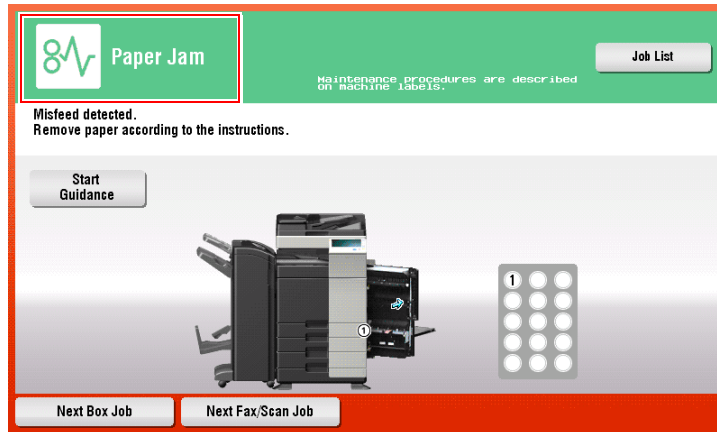 Paper Jam
Job List
Maintenance procedures are described
on machine labels.
Misfeed detected.
Remove paper according to the instructions.
Start
Guidance
1
1
Next Box Job
Next Fax/Scan Job